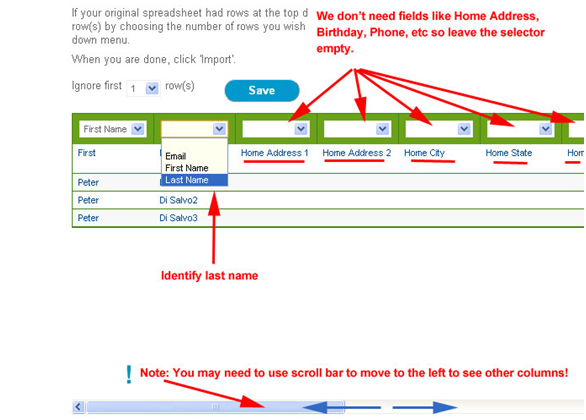 If your original spreadsheet had rows at the top d
row(s) by choosing the number of rows you wish
down menu.
When you are done, click 'Import'.
We don't need fields like Home Address,
Birthday, Phone, etc so leave the selector
empty.
Ignore first 1 row(s)
Save
First Name
First Home Address 1 Home Address 2 Home City Home State Hom
Email
First Name
Last Name
Peter
Peter Di Salvo2
Peter Di Salvo3
Identify last name
! Note: You may need to use scroll bar to move to the left to see other columns!